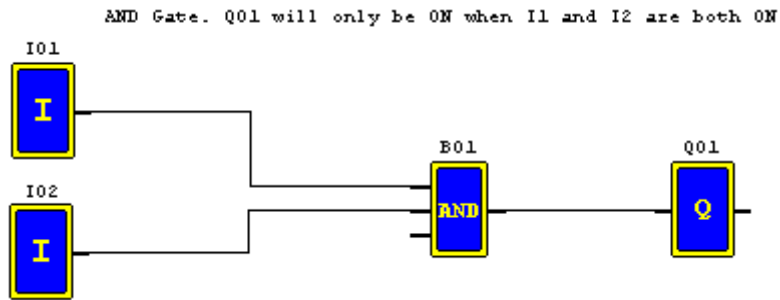 AND Gate. Q01 will only be ON when I1 and I2 are both ON
I01
I
B01
Q01
AND
Q
I02
I